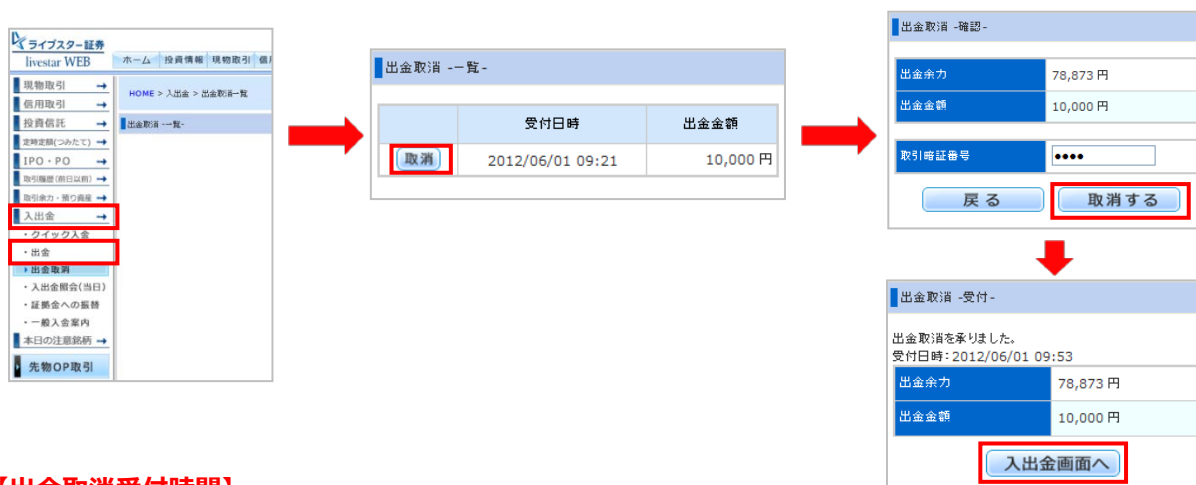 ライブスター証券
livestar WEB
ホーム 投資情報 現物取引
現物取引
信用取引
投資信託
定時定額(つみたて)
IPO・PO
取引履歴(前日以前)
取引余力・預り資産
入出金
・クイック入金
・出金
出金取消
・入出金照会(当日)
・証拠金への振替
・一般入金案内
本日の注意銘柄
先物OP取引
HOME > 入出金 > 出金取消一覧
出金取消 -一覧-
出金取消 -一覧-
受付日時 出金金額
取消 2012/06/01 09:21 10,000 円
出金取消 -確認-
出金余力 78,873 円
出金金額 10,000 円
取引暗証番号 ●●●●
戻る 取消する
出金取消 -受付-
出金取消を承りました。
受付日時：2012/06/01 09:53
出金余力 78,873 円
出金金額 10,000 円
入出金画面へ
【出金取消受付時間】